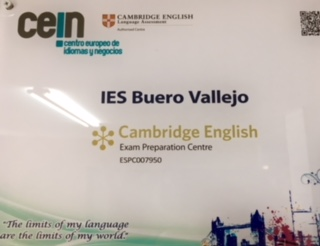 cein
centro europeo de
idiomas y negocios
CAMBRIDGE ENGLISH
Language Assessment
Authorised Centre
IES Buero Vallejo
Cambridge English
Exam Preparation Centre
ESPC007950
"The limits of my language
are the limits of my world."